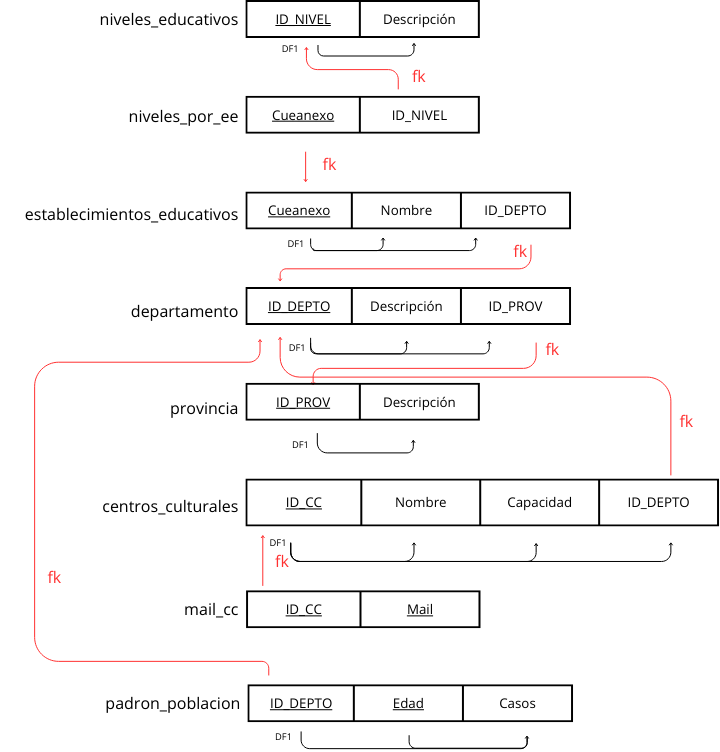 niveles_educativos ID_NIVEL Descripción
DF1
fk
niveles_por_ee Cueanexo ID_NIVEL
fk
establecimientos_educativos Cueanexo Nombre ID_DEPTO
DF1
fk
departamento ID_DEPTO Descripción ID_PROV
DF1
fk
provincia ID_PROV Descripción
fk
DF1
centros_culturales ID_CC Nombre Capacidad ID_DEPTO
DF1
fk
fk
mail_cc ID_CC Mail
padron_poblacion ID_DEPTO Edad Casos
DF1